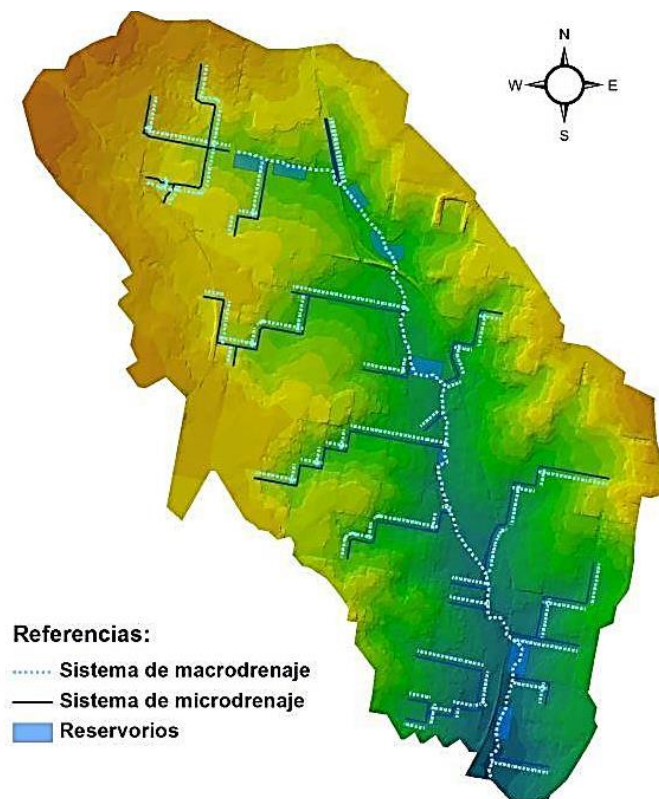 N
W E
S
Referencias:
Sistema de macrodrenaje
Sistema de microdrenaje
Reservorios